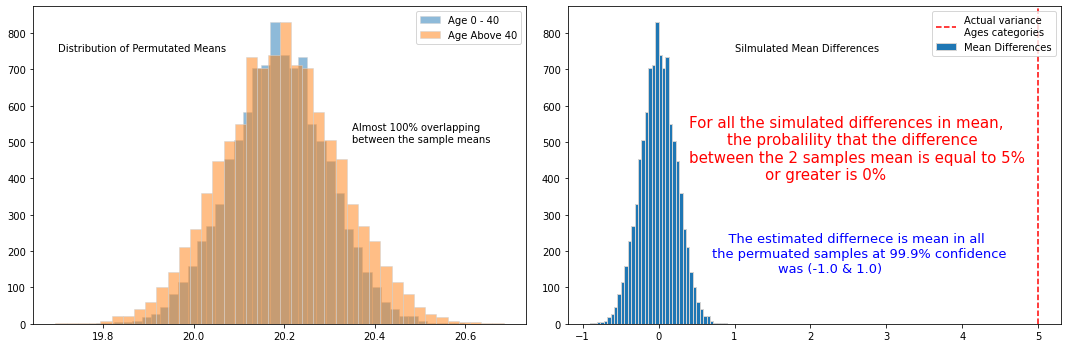 Age 0 - 40
Age Above 40
Distribution of Permutated Means
Almost 100% overlapping
between the sample means
800
700
600
500
400
300
200
100
0
19.8
20.0
20.2
20.4
20.6
Actual variance
Ages categories
Mean Differences
Silmulated Mean Differences
For all the simulated differences in mean,
the probalility that the difference
between the 2 samples mean is equal to 5%
or greater is 0%
The estimated differnece is mean in all
the permuated samples at 99.9% confidence
was (-1.0 & 1.0)
800
700
600
500
400
300
200
100
0
−1
0
1
2
3
4
5